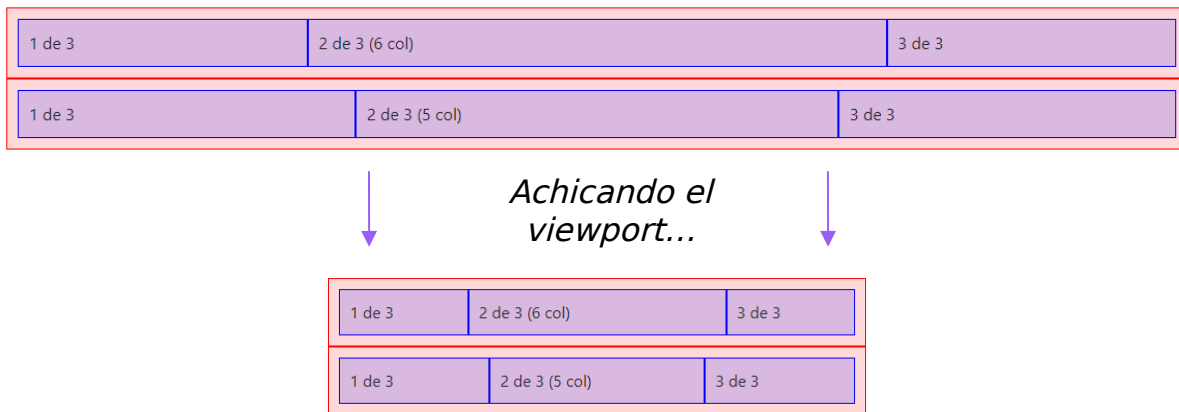 1 de 3 2 de 3 (6 col) 3 de 3
1 de 3 2 de 3 (5 col) 3 de 3
Achicando el
viewport...
1 de 3 2 de 3 (6 col) 3 de 3
1 de 3 2 de 3 (5 col) 3 de 3